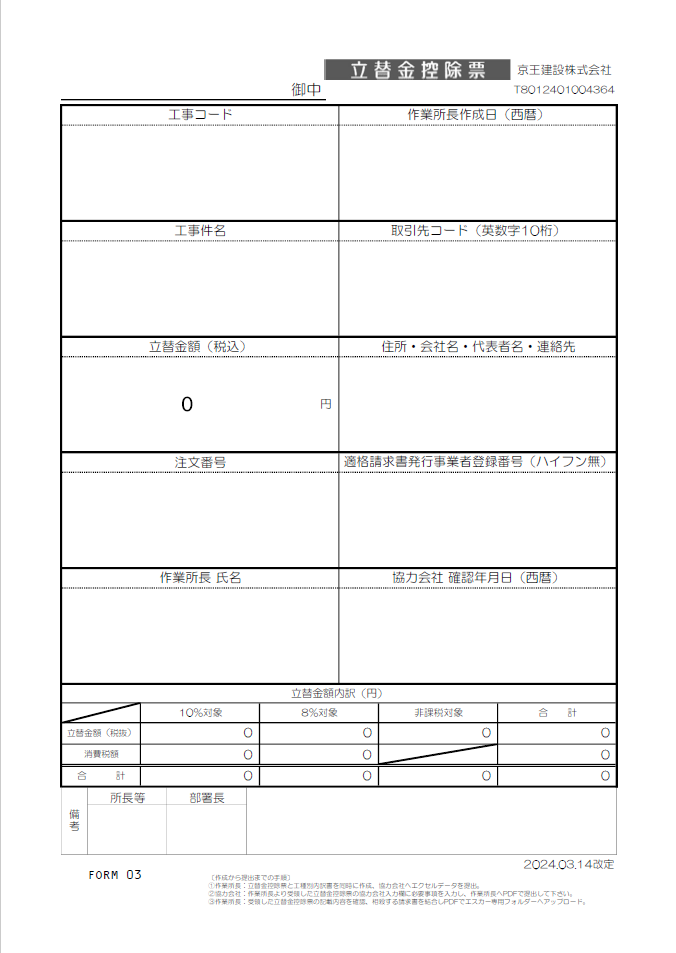 立替金控除票 京王建設株式会社
御中 T8012401004364
工事コード 作業所長作成日（西暦）
工事件名 取引先コード（英数字10桁）
立替金額（税込） 住所・会社名・代表者名・連絡先
0 円
注文番号 適格請求書発行事業者登録番号（ハイフン無）
作業所長 氏名 協力会社 確認年月日（西暦）
立替金額内訳（円）
10%対象 8%対象 非課税対象 合 計
立替金額（税抜） 0 0 0 0
消費税額 0 0 0
合 計 0 0 0 0
備考 所長等 部署長
2024.03.14改定
FORM 03
〔作成から提出までの手順〕
①作業所長：立替金控除票と工種別内訳書を同時に作成、協力会社へエクセルデータを提出。
②協力会社：作業所長より受領した立替金控除票の協力会社入力欄に必要事項を入力し、作業所長へPDFで提出して下さい。
③作業所長：受領した立替金控除票の記載内容を確認、相殺する請求書を結合しPDFでエスカー専用フォルダーへアップロード。